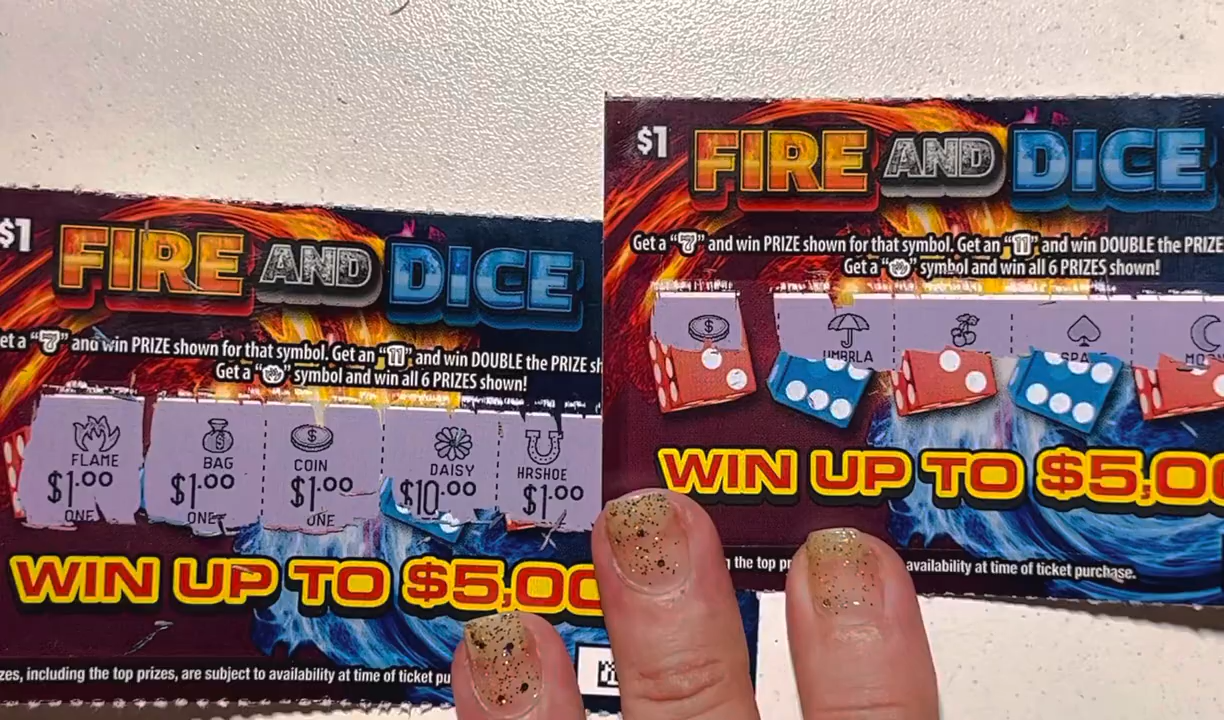 $1
FIRE AND DICE
Get a "7" and win PRIZE shown for that symbol. Get an "11" and win DOUBLE the PRIZE
Get a " " symbol and win all 6 PRIZES shown!
$
UMBRLA
WIN UP TO $5,00
the top pr availability at time of ticket purchase.
$1
FIRE AND DICE
et a "7" and win PRIZE shown for that symbol. Get an "11" and win DOUBLE the PRIZE sh
Get a " " symbol and win all 6 PRIZES shown!
$ $
FLAME BAG COIN DAISY HRSHOE
$1.00 $1.00 $1.00 $10.00 $1.00
ONE ONE ONE
WIN UP TO $5,00
zes, including the top prizes, are subject to availability at time of ticket pu